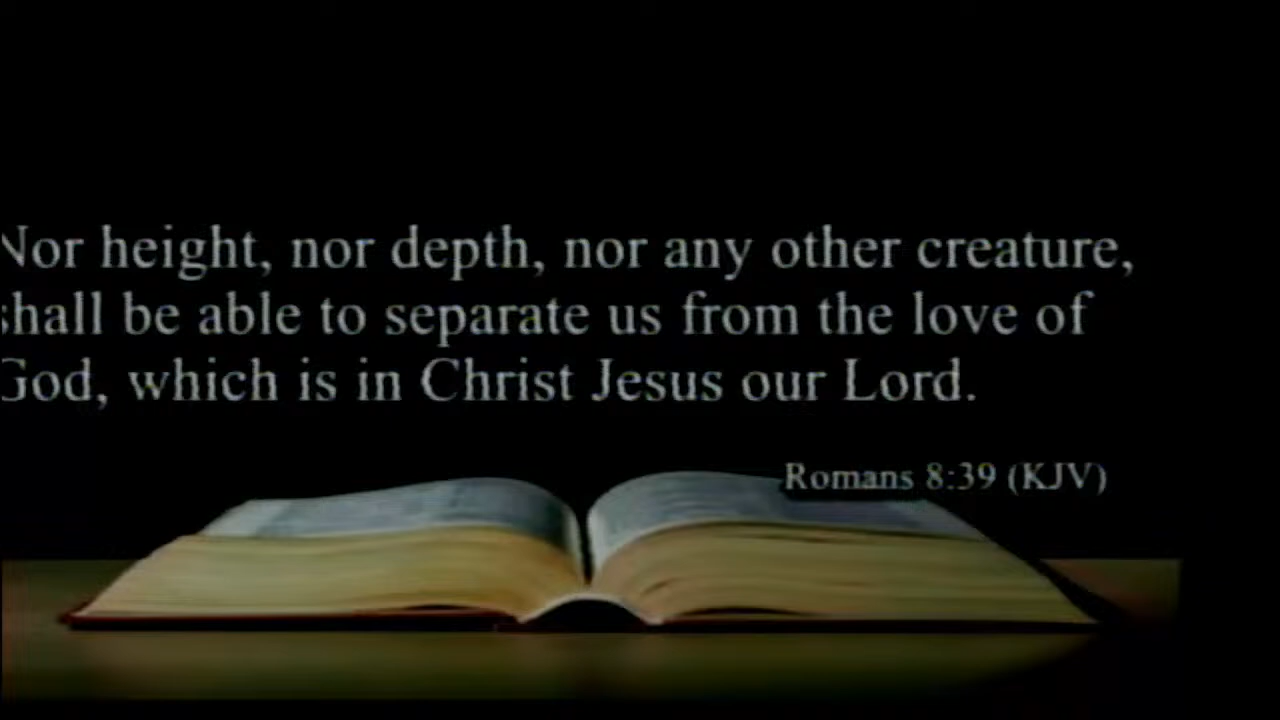 Nor height, nor depth, nor any other creature,
shall be able to separate us from the love of
God, which is in Christ Jesus our Lord.
Romans 8:39 (KJV)